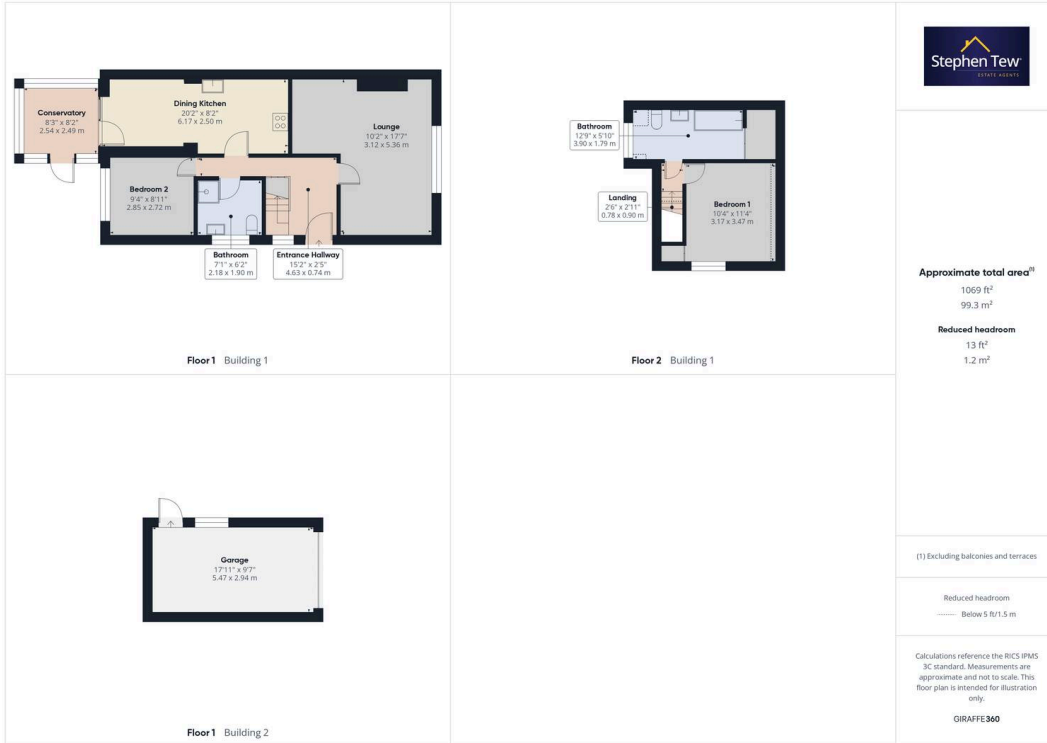 Conservatory
8'3" x 8'2"
2.54 x 2.49 m
Dining Kitchen
20'2" x 8'2"
6.17 x 2.50 m
Lounge
10'2" x 17'7"
3.12 x 5.36 m
Bedroom 2
9'4" x 8'11"
2.85 x 2.72 m
Bathroom
7'1" x 6'2"
2.18 x 1.90 m
Entrance Hallway
15'2" x 2'5"
4.63 x 0.74 m
Floor 1 Building 1
Bathroom
12'9" x 5'10"
3.90 x 1.79 m
Landing
2'6" x 2'11"
0.78 x 0.90 m
Bedroom 1
10'4" x 11'4"
3.17 x 3.47 m
Floor 2 Building 1
Garage
17'11" x 9'7"
5.47 x 2.94 m
Floor 1 Building 2
Stephen Tew
ESTATE AGENTS
Approximate total area(1)
1069 ft²
99.3 m²
Reduced headroom
13 ft²
1.2 m²
(1) Excluding balconies and terraces
Reduced headroom
Below 5 ft/1.5 m
Calculations reference the RICS IPMS
3C standard. Measurements are
approximate and not to scale. This
floor plan is intended for illustration
only.
GIRAFFE360